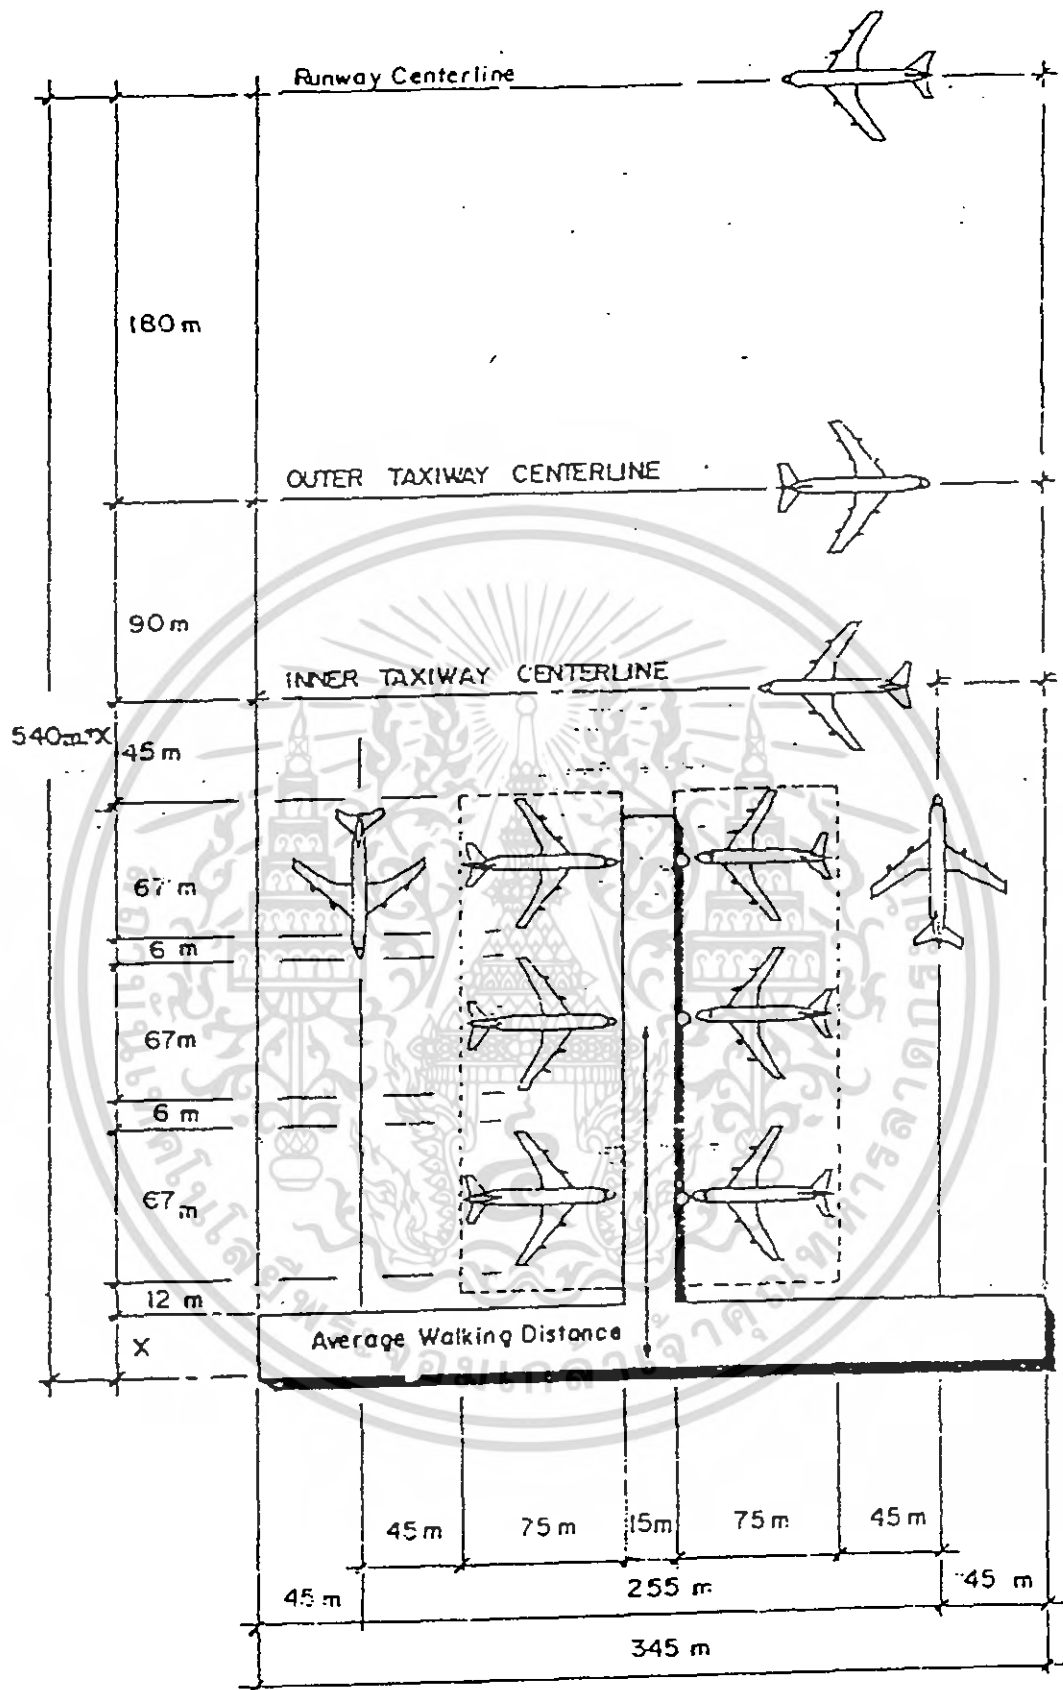 Runway Centerline
180 m
OUTER TAXIWAY CENTERLINE
90 m
INNER TAXIWAY CENTERLINE
540m+X
45 m
67 m
6 m
67m
6 m
67m
12 m
Average Walking Distance
X
45 m 75 m 15m 75 m 45 m
45 m 255 m 45 m
345 m